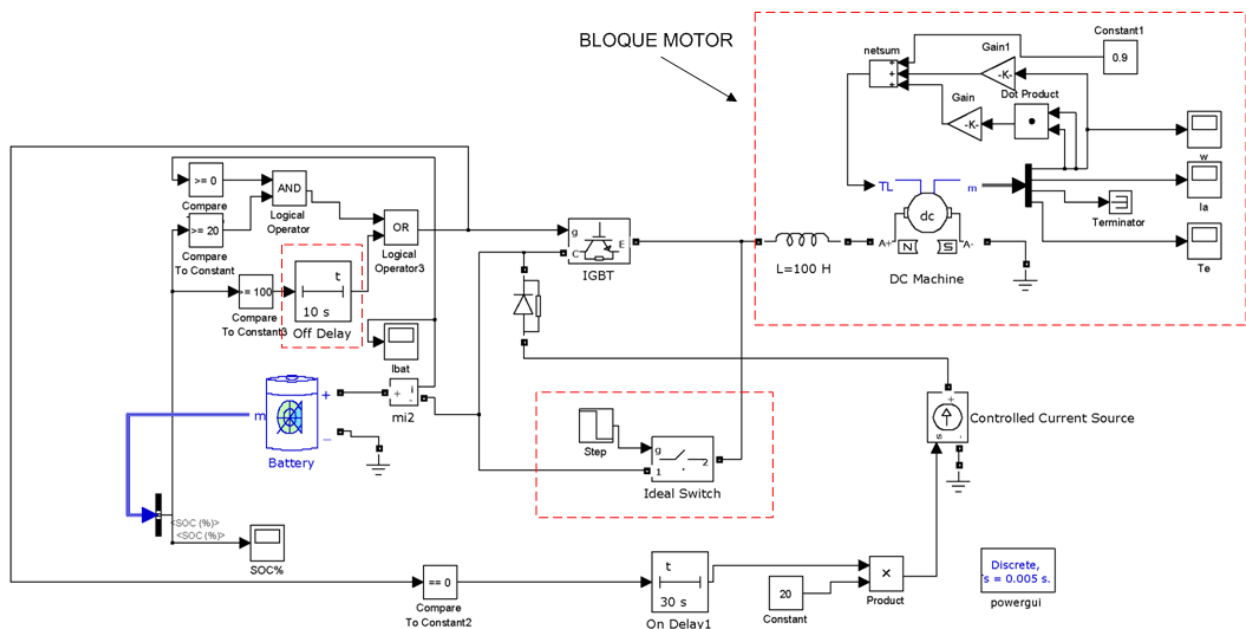 BLOQUE MOTOR
netsum
+
+
+
Gain1
-K-
Constant1
0.9
Gain
-K-
Dot Product
w
Ia
Terminator
Te
TL
m
dc
A+
N
S
A-
DC Machine
L=100 H
>= 0
Compare
AND
Logical
Operator
>= 20
Compare
To Constant
OR
Logical
Operator3
= 100
Compare
To Constant3
t
10 s
Off Delay
g
C
E
IGBT
Ibat
+
i
-
mi2
m
+
_
Battery
Step
g
1
2
Ideal Switch
+
s
-
Controlled Current Source
<SOC (%)>
<SOC (%)>
SOC%
== 0
Compare
To Constant2
t
30 s
On Delay1
20
Constant
×
Product
Discrete,
s = 0.005 s.
powergui